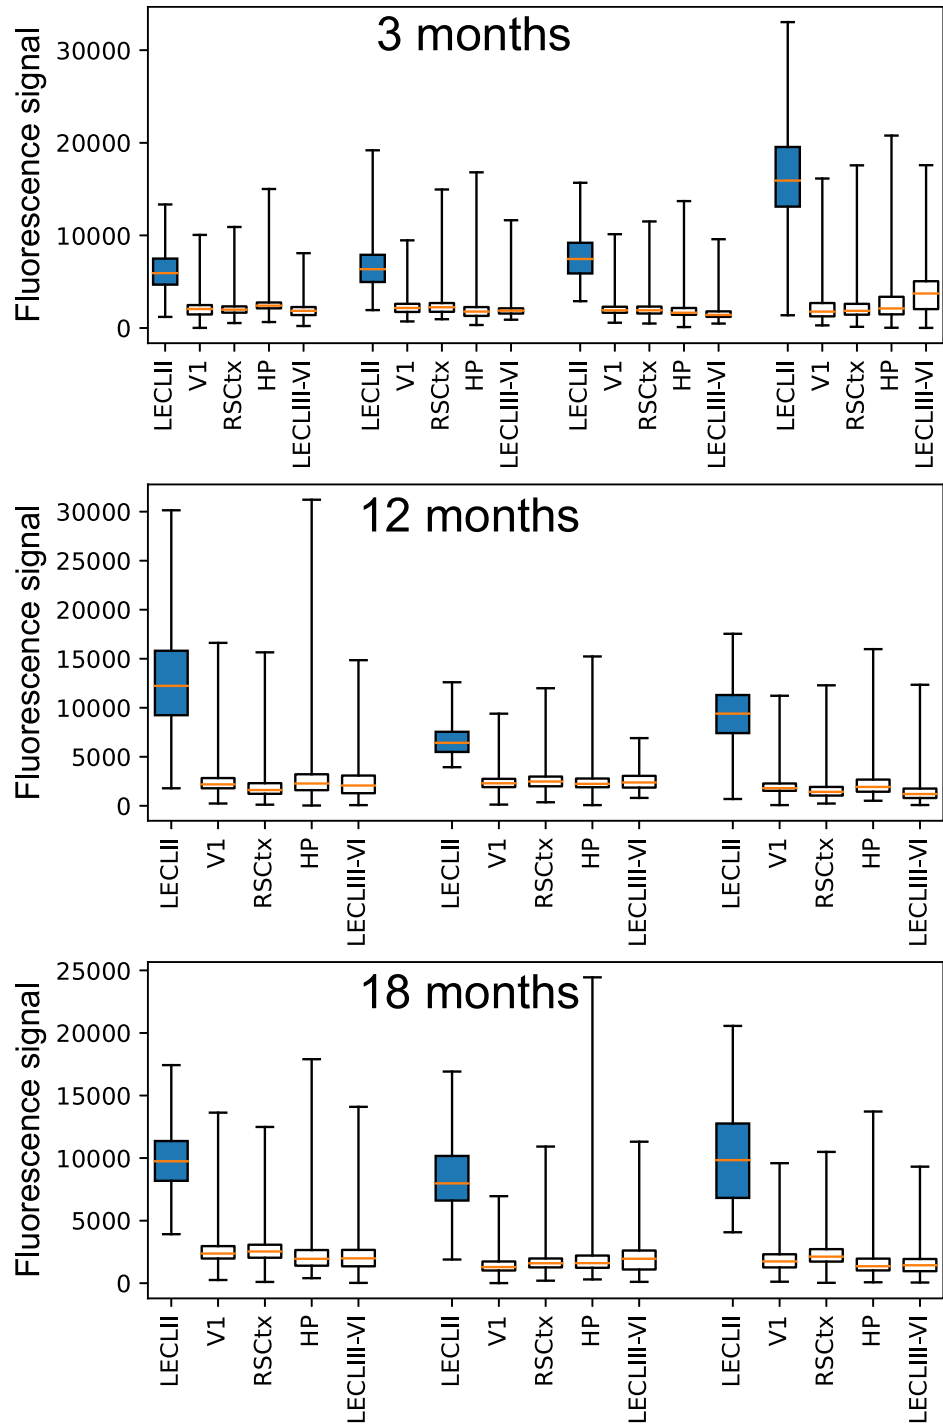 3 months
Fluorescence signal
30000
20000
10000
0
LECLII V1 RSCtx HP LECLIII-VI LECLII V1 RSCtx HP LECLIII-VI LECLII V1 RSCtx HP LECLIII-VI LECLII V1 RSCtx HP LECLIII-VI
12 months
Fluorescence signal
30000
25000
20000
15000
10000
5000
0
LECLII V1 RSCtx HP LECLIII-VI LECLII V1 RSCtx HP LECLIII-VI LECLII V1 RSCtx HP LECLIII-VI
18 months
Fluorescence signal
25000
20000
15000
10000
5000
0
LECLII V1 RSCtx HP LECLIII-VI LECLII V1 RSCtx HP LECLIII-VI LECLII V1 RSCtx HP LECLIII-VI